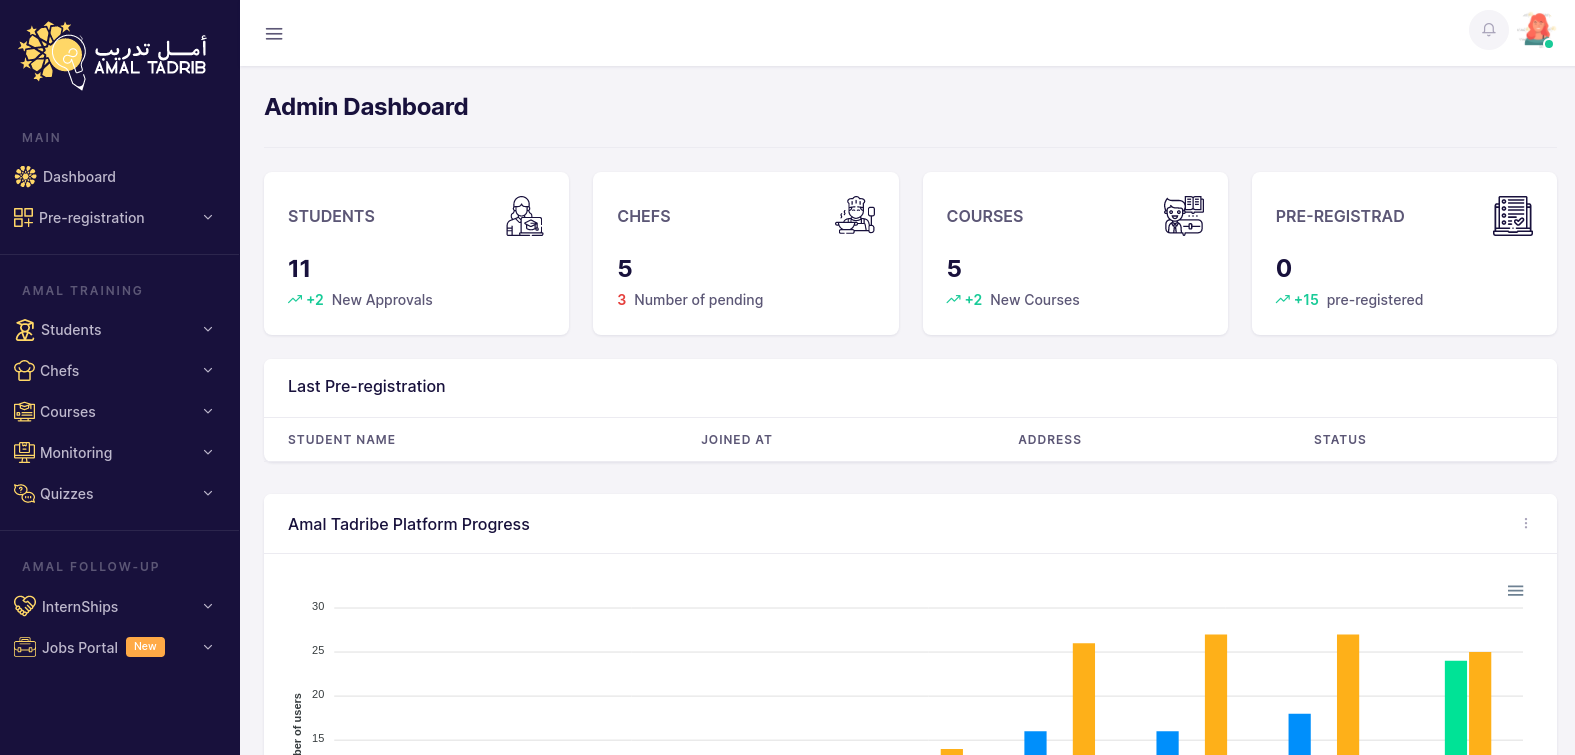 أمل تدريب
AMAL TADRIB
MAIN
Dashboard
Pre-registration
AMAL TRAINING
Students
Chefs
Courses
Monitoring
Quizzes
AMAL FOLLOW-UP
InternShips
Jobs Portal New
Admin Dashboard
STUDENTS
11
+2 New Approvals
CHEFS
5
3 Number of pending
COURSES
5
+2 New Courses
PRE-REGISTRAD
0
+15 pre-registered
Last Pre-registration
STUDENT NAME JOINED AT ADDRESS STATUS
Amal Tadribe Platform Progress
30
25
20
15
ber of users